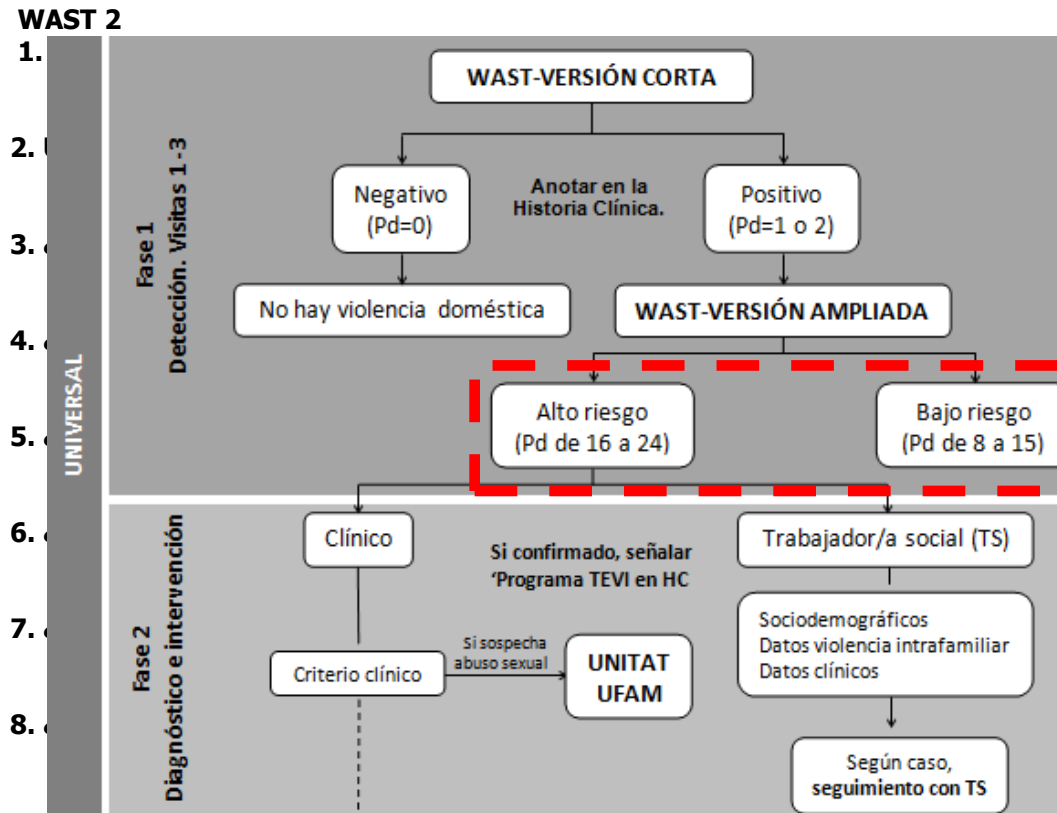 WAST 2
1.
2.
3.
4.
5.
6.
7.
8.
UNIVERSAL
Fase 1
Detección. Visitas 1-3
WAST-VERSIÓN CORTA
Negativo
(Pd=0)
Anotar en la
Historia Clínica.
Positivo
(Pd=1 o 2)
No hay violencia doméstica
WAST-VERSIÓN AMPLIADA
Alto riesgo
(Pd de 16 a 24)
Bajo riesgo
(Pd de 8 a 15)
Fase 2
Diagnóstico e intervención
Clínico
Si confirmado, señalar
‘Programa TEVI en HC
Trabajador/a social (TS)
Criterio clínico
Si sospecha
abuso sexual
UNITAT
UFAM
Sociodemográficos
Datos violencia intrafamiliar
Datos clínicos
Según caso,
seguimiento con TS